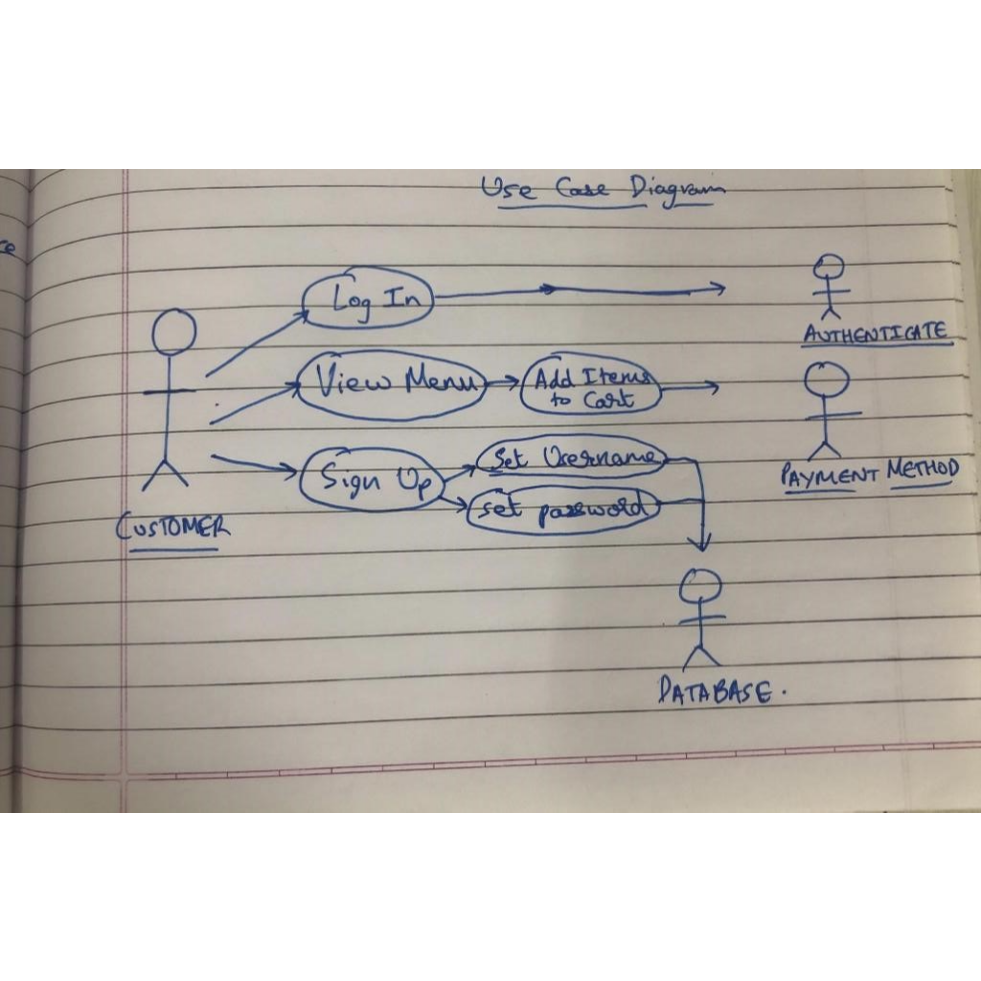 Use Case Diagram
ce
Log In
AUTHENTICATE
View Menu
Add Items
to Cart
PAYMENT METHOD
Sign Up
Set Username
set password
CUSTOMER
DATABASE.